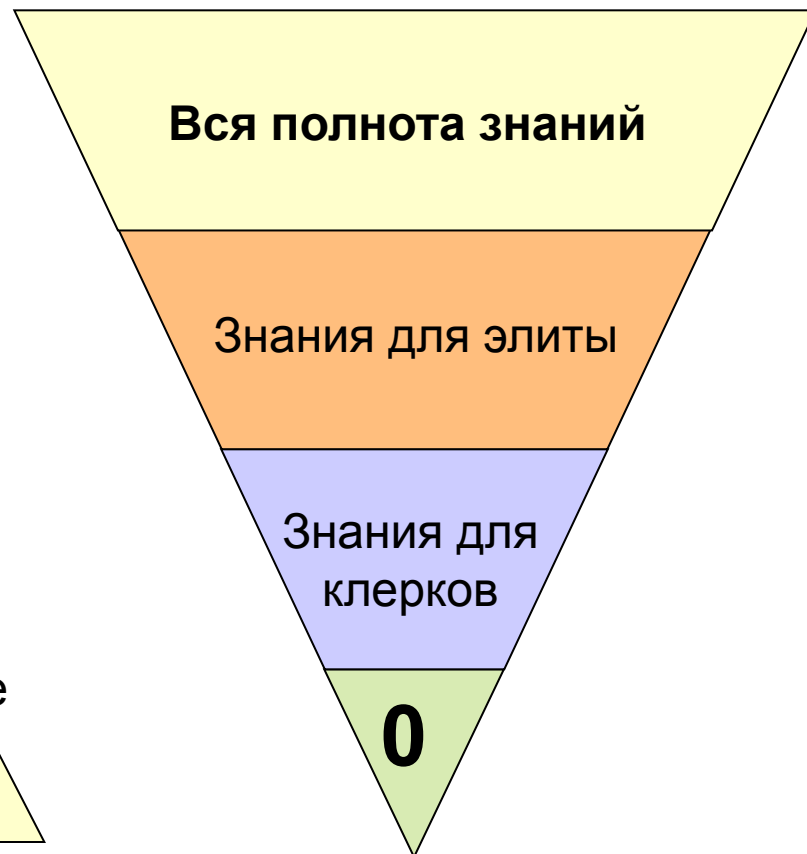 Вся полнота знаний
Знания для элиты
Знания для
клерков
е
0